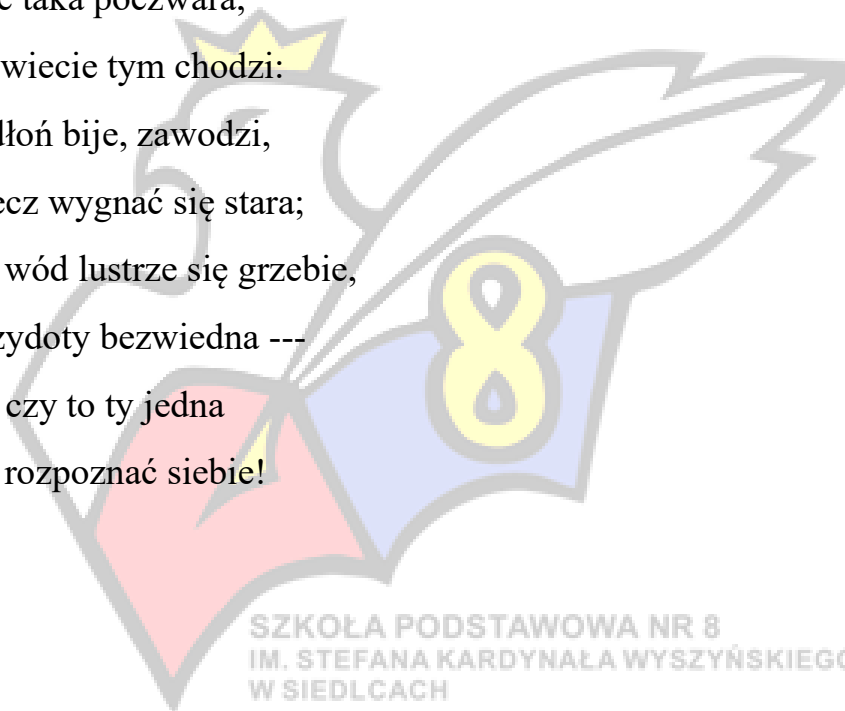 taka poczwara,
wiecie tym chodzi:
dłoń bije, zawodzi,
ecz wygnać się stara;
wód lustrze się grzebie,
zydoty bezwiedna ---
czy to ty jedna
rozpoznać siebie!
8
SZKOŁA PODSTAWOWA NR 8
IM. STEFANA KARDYNAŁA WYSZYŃSKIEGO
W SIEDLCACH